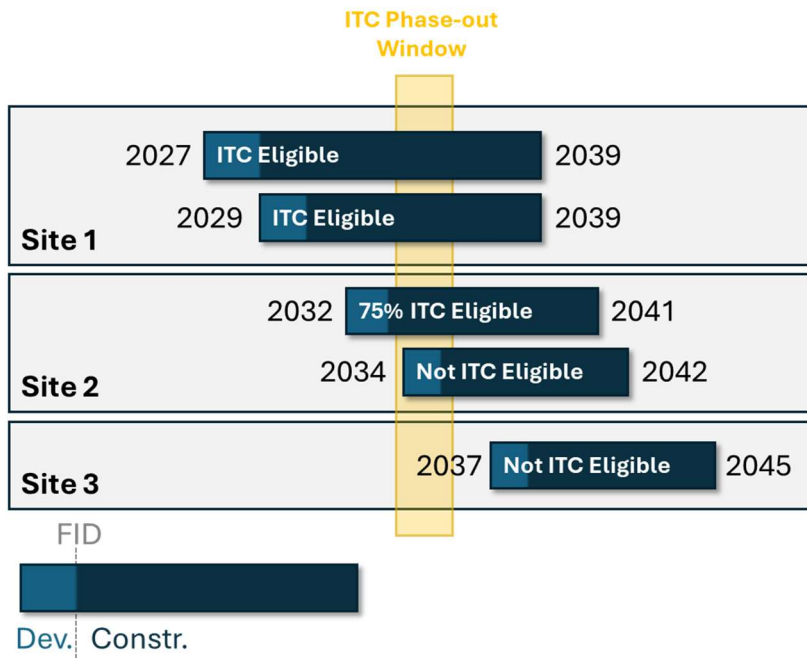 ITC Phase-out
Window
2027 ITC Eligible 2039
2029 ITC Eligible 2039
Site 1
2032 75% ITC Eligible 2041
2034 Not ITC Eligible 2042
Site 2
2037 Not ITC Eligible 2045
Site 3
FID
Dev. Constr.